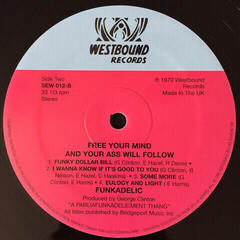 WESTBOUND
RECORDS
Side Two
SEW 012-B
33 1/3 rpm
Stereo
℗ 1970 Westbound
Records
Made In The UK
FREE YOUR MIND
AND YOUR ASS WILL FOLLOW
1. FUNKY DOLLAR BILL (G Clinton, E Hazel, R Davis) •
2. I WANNA KNOW IF IT'S GOOD TO YOU (G Clinton, B
Nelson, E Hazel, C Haskins) • 3. SOME MORE (G
Clinton, E Harris) • 4. EULOGY AND LIGHT ( E Harris)
FUNKADELIC
Produced by George Clinton
"A PARLIAFUNKADELICMENT THANG"
All titles published by Bridgeport Music, Inc